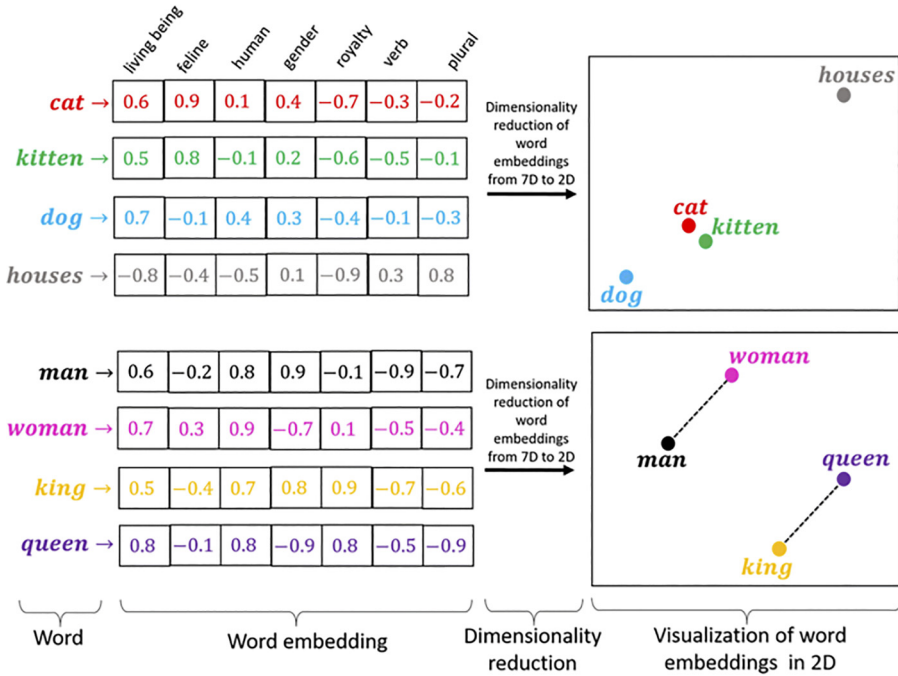 living being feline human gender royalty verb plural
cat → 0.6 0.9 0.1 0.4 −0.7 −0.3 −0.2
kitten → 0.5 0.8 −0.1 0.2 −0.6 −0.5 −0.1
dog → 0.7 −0.1 0.4 0.3 −0.4 −0.1 −0.3
houses → −0.8 −0.4 −0.5 0.1 −0.9 0.3 0.8
Dimensionality
reduction of
word
embeddings
from 7D to 2D
houses
cat
kitten
dog
man → 0.6 −0.2 0.8 0.9 −0.1 −0.9 −0.7
woman → 0.7 0.3 0.9 −0.7 0.1 −0.5 −0.4
king → 0.5 −0.4 0.7 0.8 0.9 −0.7 −0.6
queen → 0.8 −0.1 0.8 −0.9 0.8 −0.5 −0.9
Dimensionality
reduction of
word
embeddings
from 7D to 2D
woman
man
queen
king
Word
Word embedding
Dimensionality
reduction
Visualization of word
embeddings in 2D